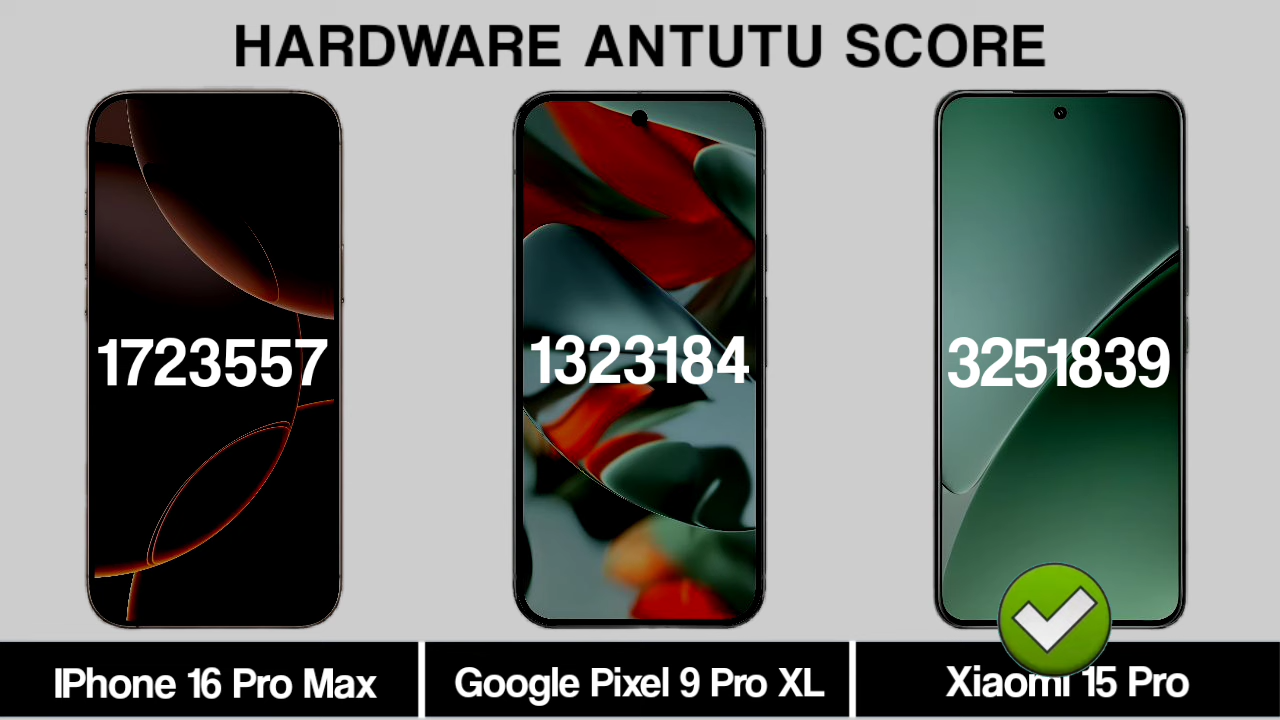 HARDWARE ANTUTU SCORE
1723557
1323184
3251839
IPhone 16 Pro Max
Google Pixel 9 Pro XL
Xiaomi 15 Pro